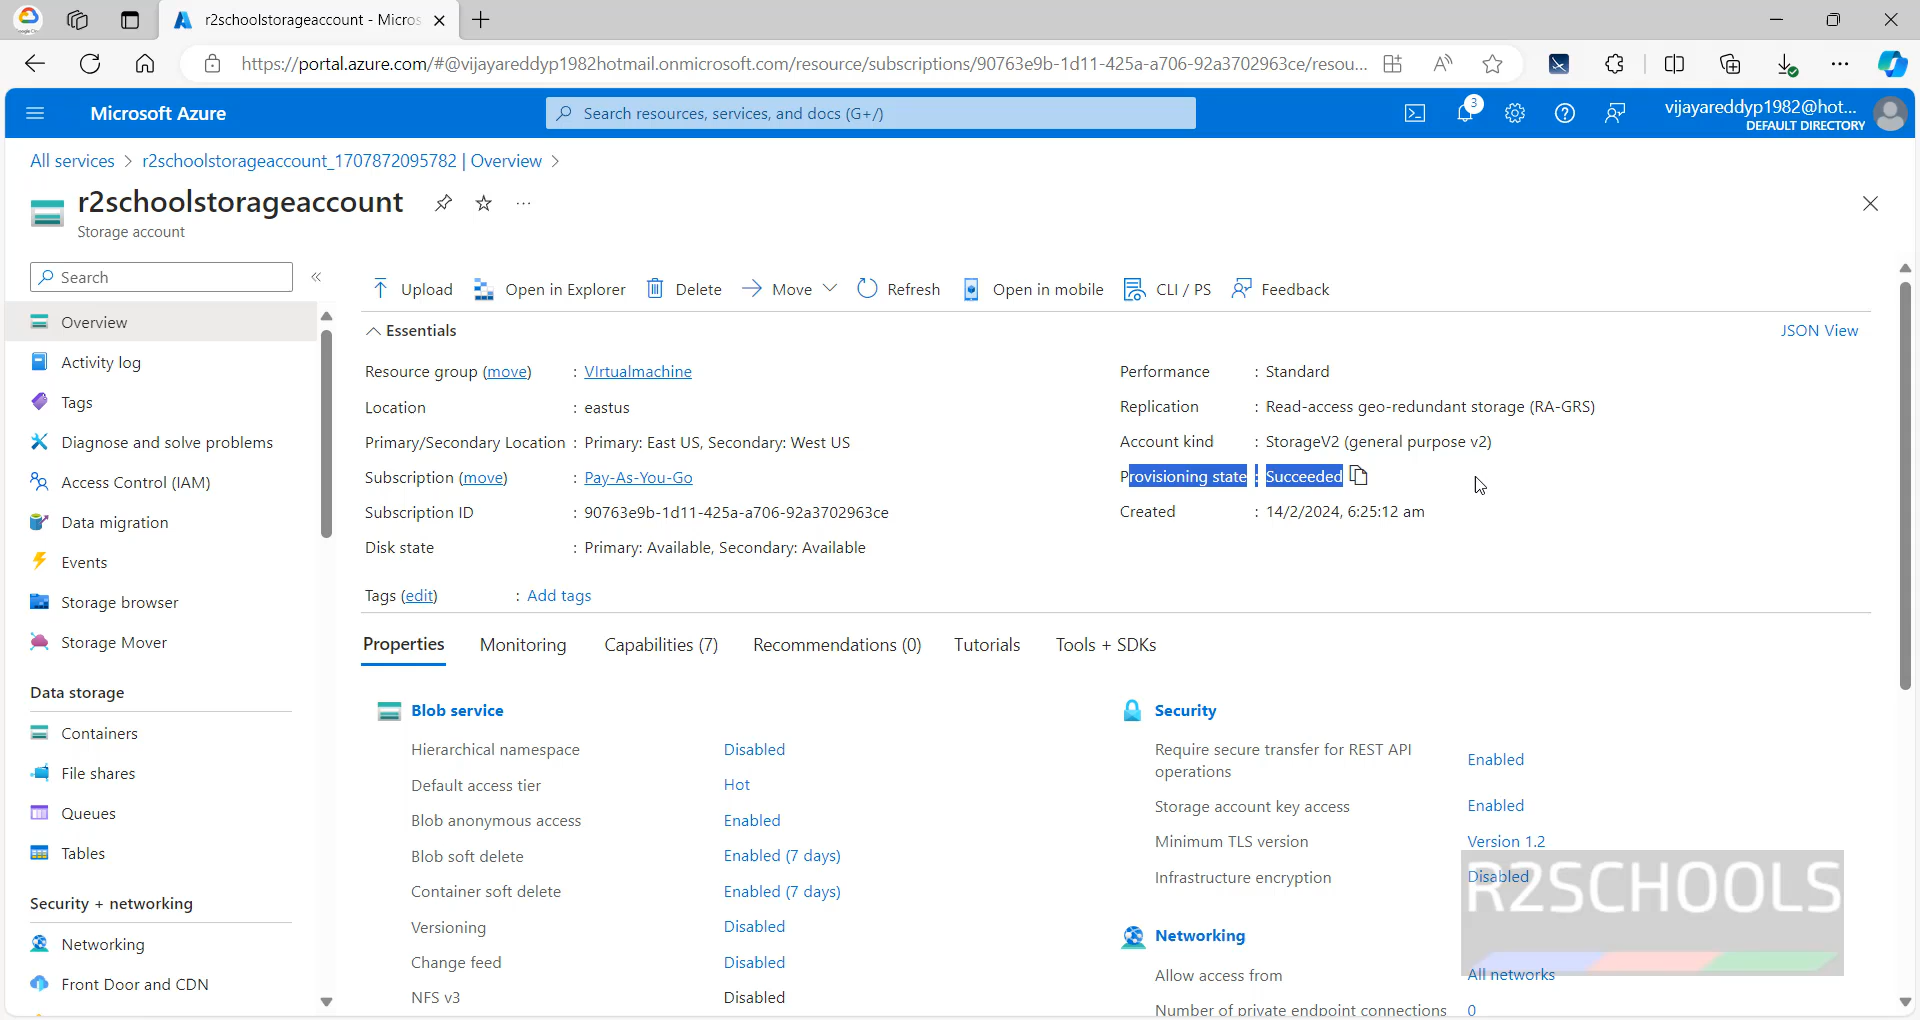 r2schoolstorageaccount - Micros
https://portal.azure.com/#@vijayareddyp1982hotmail.onmicrosoft.com/resource/subscriptions/90763e9b-1d11-425a-a706-92a3702963ce/resou...
Microsoft Azure
Search resources, services, and docs (G+/)
3
vijayareddyp1982@hot...
DEFAULT DIRECTORY
All services > r2schoolstorageaccount_1707872095782 | Overview >
r2schoolstorageaccount
Storage account
Search
Upload Open in Explorer Delete Move Refresh Open in mobile CLI / PS Feedback
Overview
Activity log
Tags
Diagnose and solve problems
Access Control (IAM)
Data migration
Events
Storage browser
Storage Mover
Data storage
Containers
File shares
Queues
Tables
Security + networking
Networking
Front Door and CDN
Essentials
JSON View
Resource group (move) : VIrtualmachine
Location : eastus
Primary/Secondary Location : Primary: East US, Secondary: West US
Subscription (move) : Pay-As-You-Go
Subscription ID : 90763e9b-1d11-425a-a706-92a3702963ce
Disk state : Primary: Available, Secondary: Available
Performance : Standard
Replication : Read-access geo-redundant storage (RA-GRS)
Account kind : StorageV2 (general purpose v2)
Provisioning state : Succeeded
Created : 14/2/2024, 6:25:12 am
Tags (edit) : Add tags
Properties Monitoring Capabilities (7) Recommendations (0) Tutorials Tools + SDKs
Blob service
Hierarchical namespace Disabled
Default access tier Hot
Blob anonymous access Enabled
Blob soft delete Enabled (7 days)
Container soft delete Enabled (7 days)
Versioning Disabled
Change feed Disabled
NFS v3 Disabled
Security
Require secure transfer for REST API
operations Enabled
Storage account key access Enabled
Minimum TLS version Version 1.2
Infrastructure encryption Disabled
R2SCHOOLS
Networking
Allow access from All networks
Number of private endpoint connections 0